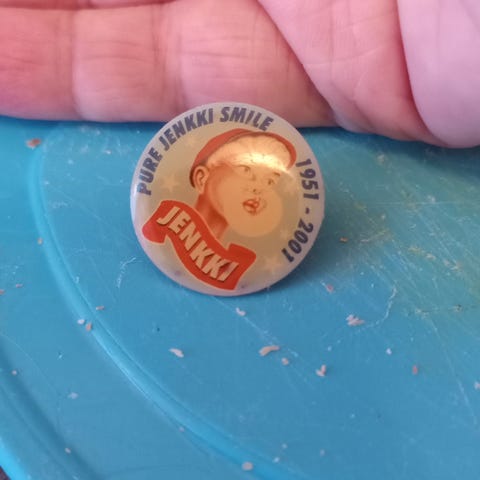 PURE JENKKI SMILE
1951 - 2001
JENKKI